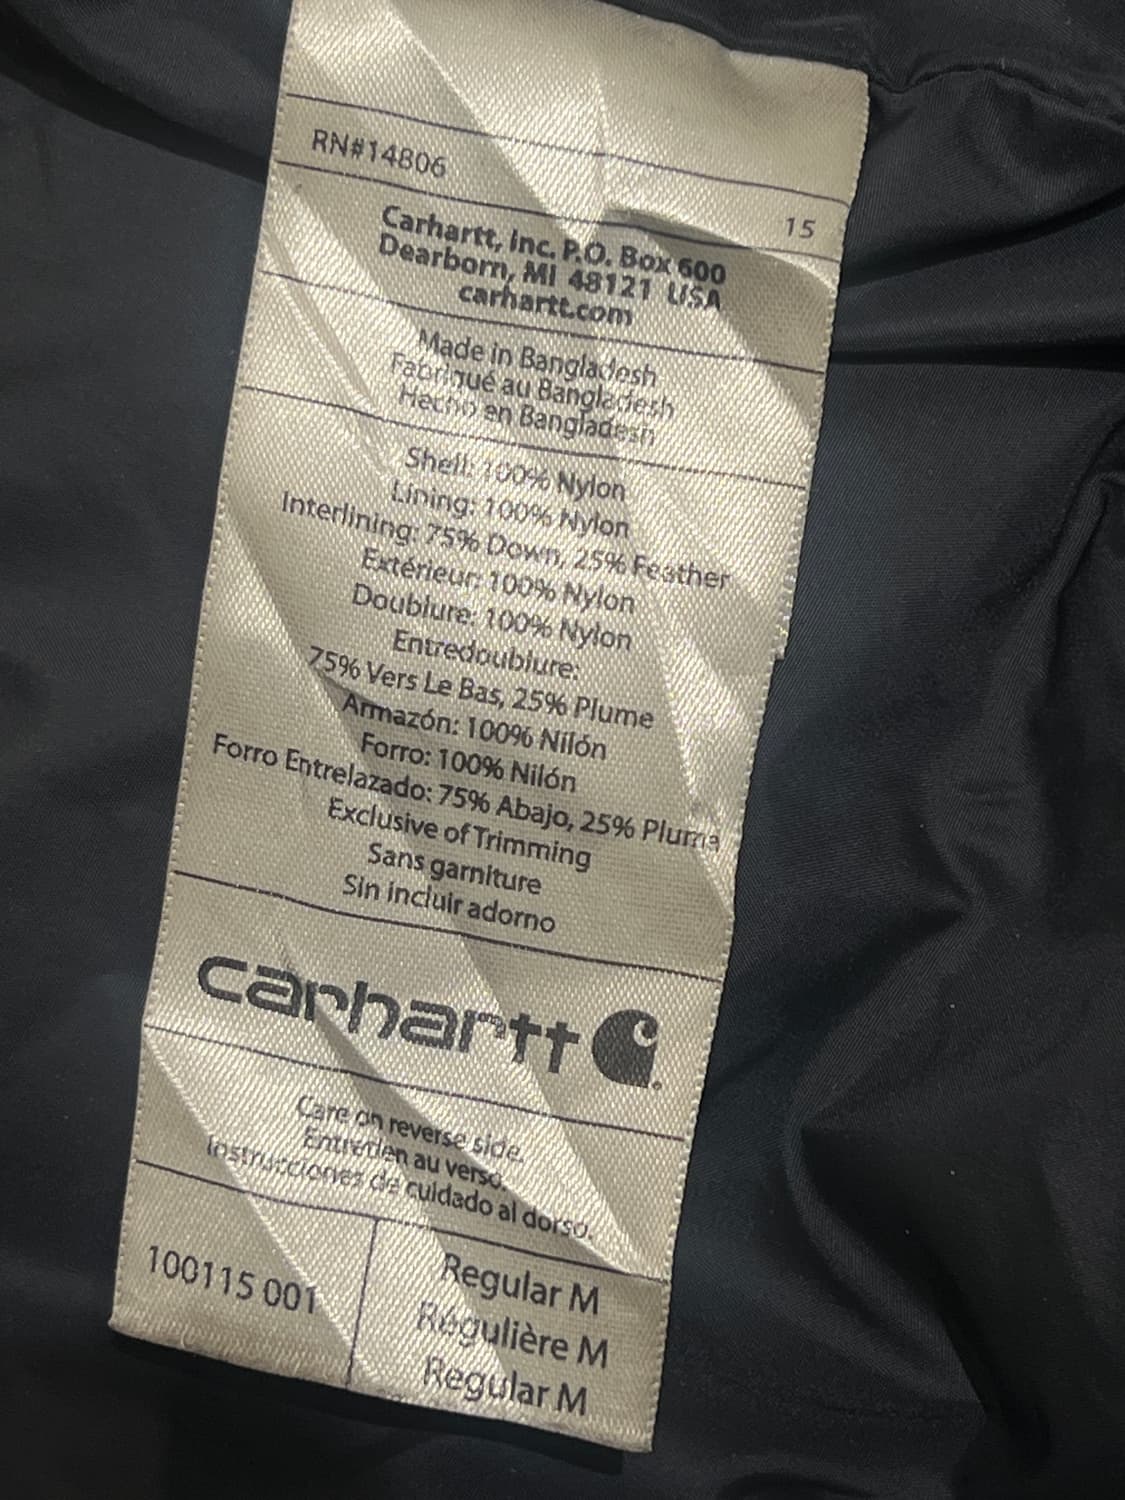 RN#14806
15
Carhartt, Inc. P.O. Box 600
Dearborn, MI 48121 USA
carhartt.com
Made in Bangladesh
Fabriqué au Bangladesh
Hecho en Bangladesh
Shell: 100% Nylon
Lining: 100% Nylon
Interlining: 75% Down, 25% Feather
Extérieur: 100% Nylon
Doublure: 100% Nylon
Entredoublure:
75% Vers Le Bas, 25% Plume
Armazón: 100% Nilón
Forro: 100% Nilón
Forro Entrelazado: 75% Abajo, 25% Pluma
Exclusive of Trimming
Sans garniture
Sin incluir adorno
carhartt
Care on reverse side.
Entretien au verso.
Instrucciones de cuidado al dorso.
100115 001
Regular M
Régulière M
Regular M